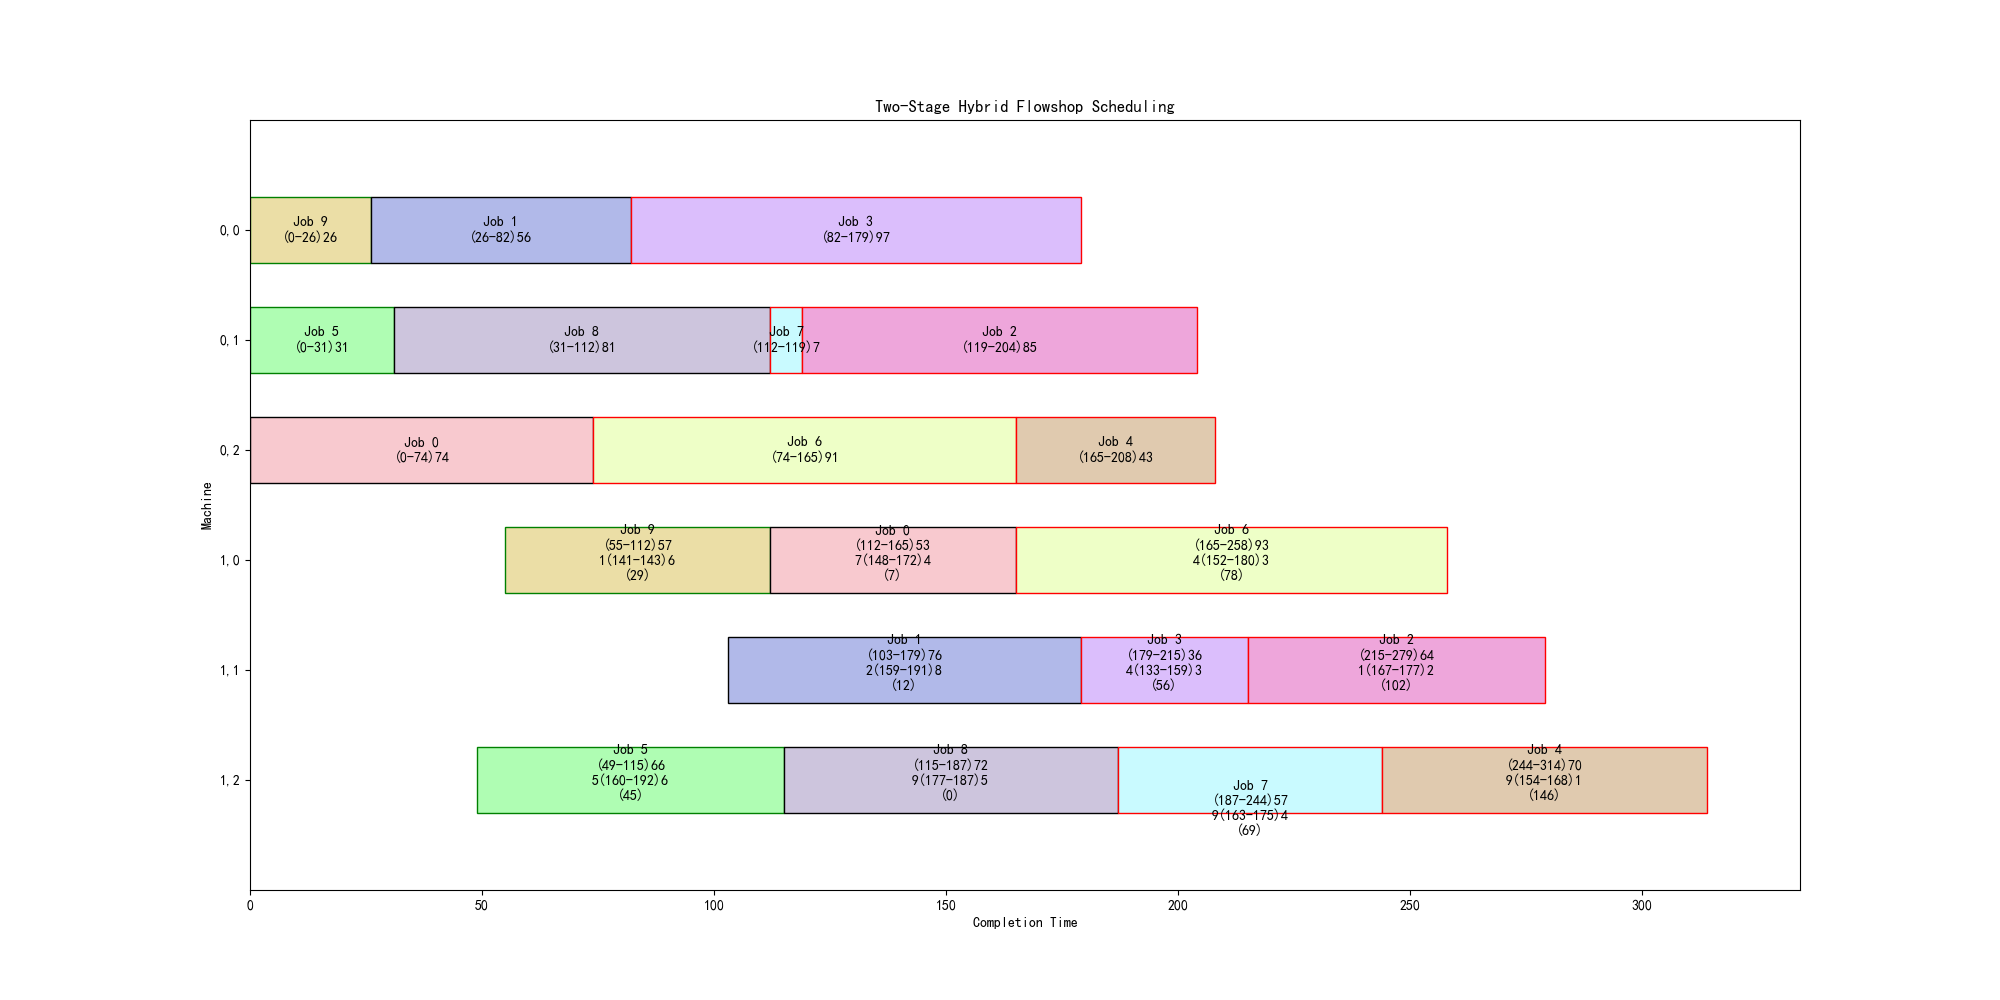 Two-Stage Hybrid Flowshop Scheduling
0,0
Job 9
(0-26)26
Job 1
(26-82)56
Job 3
(82-179)97
0,1
Job 5
(0-31)31
Job 8
(31-112)81
Job 7
(112-119)7
Job 2
(119-204)85
0,2
Job 0
(0-74)74
Job 6
(74-165)91
Job 4
(165-208)43
Machine
1,0
Job 9
(55-112)57
1(141-143)6
(29)
Job 0
(112-165)53
7(148-172)4
(7)
Job 6
(165-258)93
4(152-180)3
(78)
1,1
Job 1
(103-179)76
2(159-191)8
(12)
Job 3
(179-215)36
4(133-159)3
(56)
Job 2
(215-279)64
1(167-177)2
(102)
1,2
Job 5
(49-115)66
5(160-192)6
(45)
Job 8
(115-187)72
9(177-187)5
(0)
Job 7
(187-244)57
9(163-175)4
(69)
Job 4
(244-314)70
9(154-168)1
(146)
0
50
100
150
200
250
300
Completion Time